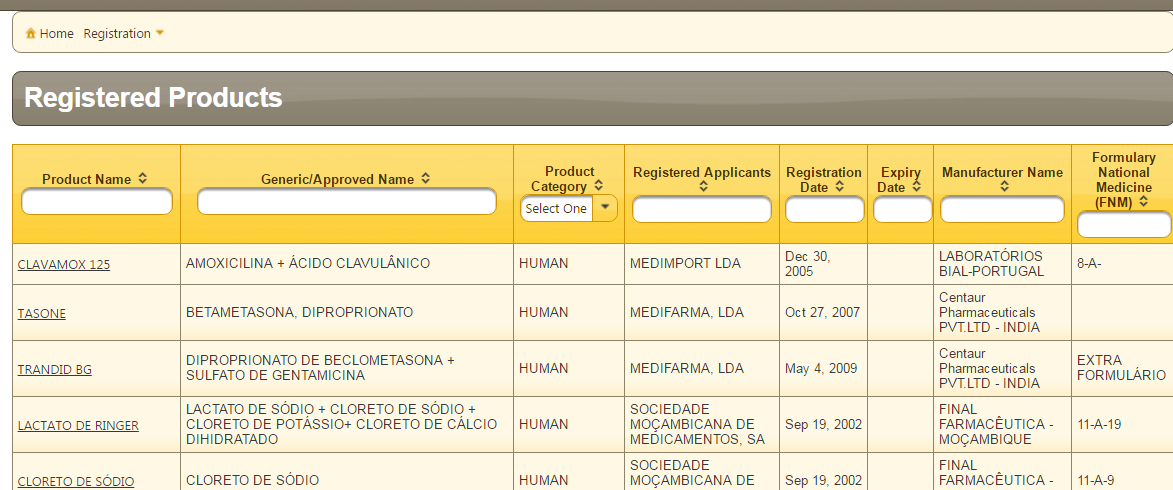 Home Registration
Registered Products
Product Name
Generic/Approved Name
Product
Category
Select One
Registered Applicants
Registration
Date
Expiry
Date
Manufacturer Name
Formulary
National
Medicine
(FNM)
CLAVAMOX 125
AMOXICILINA + ÁCIDO CLAVULÂNICO
HUMAN
MEDIMPORT LDA
Dec 30,
2005
LABORATÓRIOS
BIAL-PORTUGAL
8-A-
TASONE
BETAMETASONA, DIPROPRIONATO
HUMAN
MEDIFARMA, LDA
Oct 27, 2007
Centaur
Pharmaceuticals
PVT.LTD - INDIA
TRANDID BG
DIPROPRIONATO DE BECLOMETASONA +
SULFATO DE GENTAMICINA
HUMAN
MEDIFARMA, LDA
May 4, 2009
Centaur
Pharmaceuticals
PVT.LTD - INDIA
EXTRA
FORMULÁRIO
LACTATO DE RINGER
LACTATO DE SÓDIO + CLORETO DE SÓDIO +
CLORETO DE POTÁSSIO+ CLORETO DE CÁLCIO
DIHIDRATADO
HUMAN
SOCIEDADE
MOÇAMBICANA DE
MEDICAMENTOS, SA
Sep 19, 2002
FINAL
FARMACÊUTICA -
MOÇAMBIQUE
11-A-19
CLORETO DE SÓDIO
CLORETO DE SÓDIO
HUMAN
SOCIEDADE
MOÇAMBICANA DE
Sep 19, 2002
FINAL
FARMACÊUTICA -
11-A-9